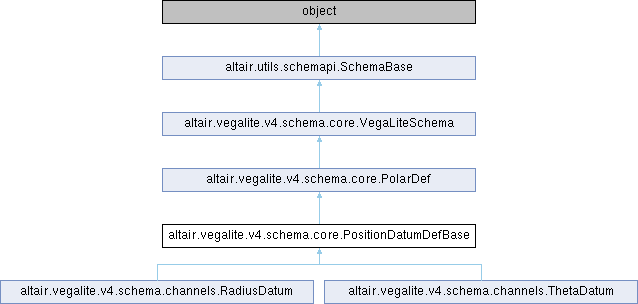 object
altair.utils.schemapi.SchemaBase
altair.vegalite.v4.schema.core.VegaLiteSchema
altair.vegalite.v4.schema.core.PolarDef
altair.vegalite.v4.schema.core.PositionDatumDefBase
altair.vegalite.v4.schema.channels.RadiusDatum
altair.vegalite.v4.schema.channels.ThetaDatum